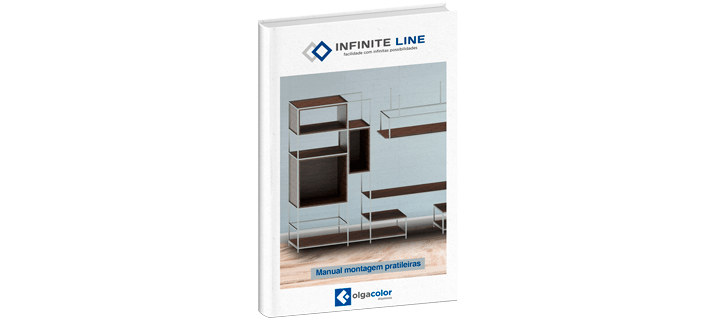 INFINITE LINE
facilidade com infinitas possibilidades
Manual montagem pratileiras
olgacolor